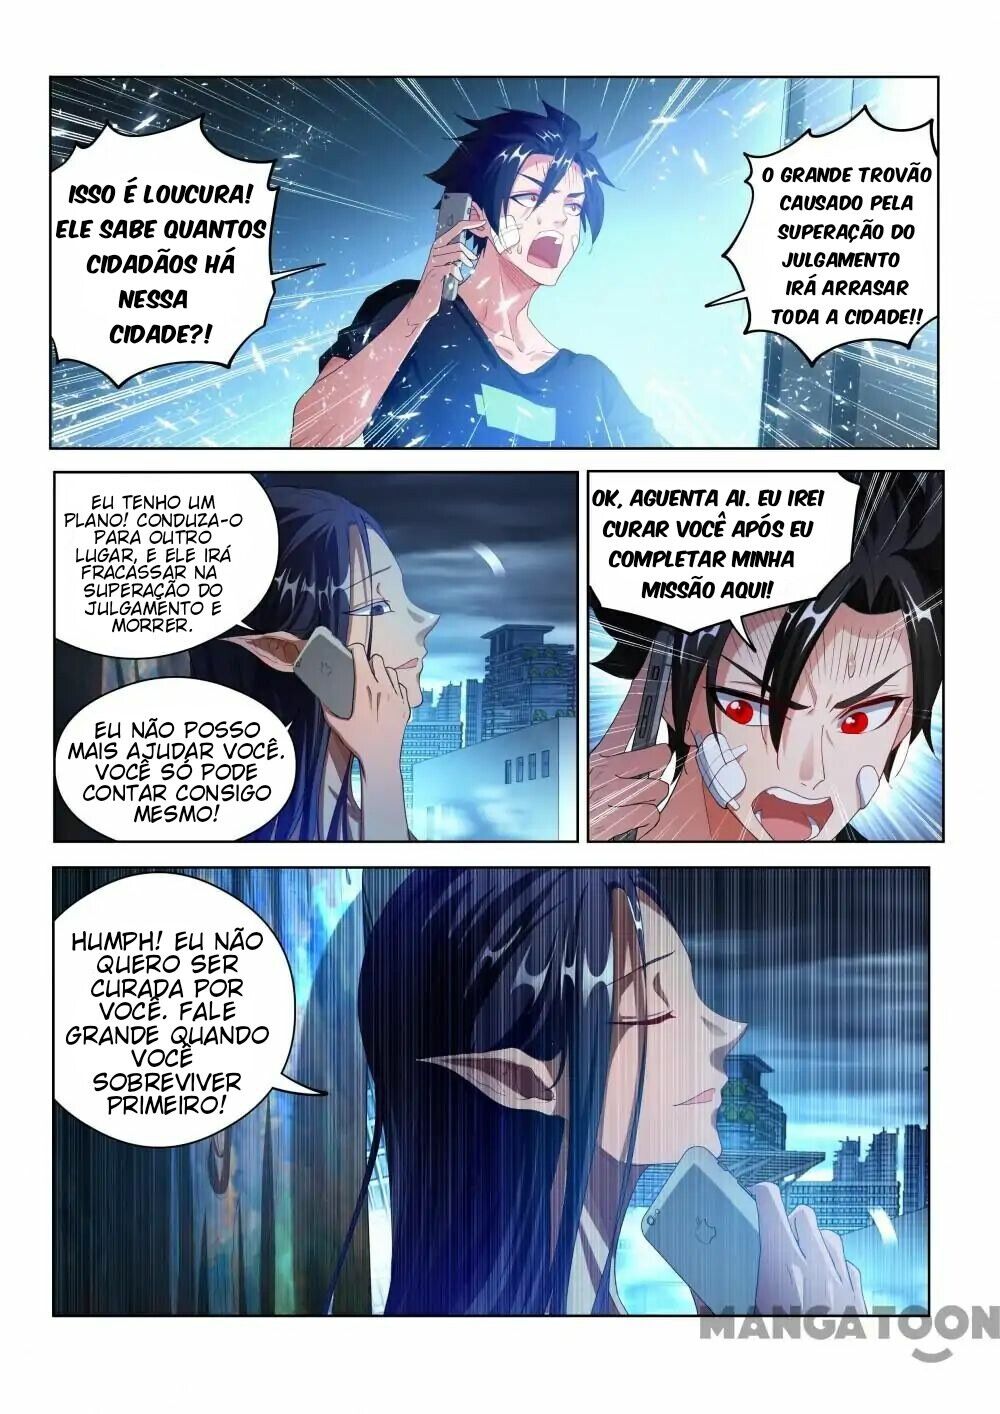 ISSO É LOUCURA!
ELE SABE QUANTOS
CIDADÃOS HÁ
NESSA
CIDADE?!
O GRANDE TROVÃO
CAUSADO PELA
SUPERAÇÃO DO
JULGAMENTO
IRÁ ARRASAR
TODA A CIDADE!!
EU TENHO UM
PLANO! CONDUZA-O
PARA OUTRO
LUGAR, E ELE IRÁ
FRACASSAR NA
SUPERAÇÃO DO
JULGAMENTO E
MORRER.
EU NÃO POSSO
MAIS AJUDAR VOCÊ.
VOCÊ SÓ PODE
CONTAR CONSIGO
MESMO!
OK, AGUENTA AI. EU IREI
CURAR VOCÊ APÓS EU
COMPLETAR MINHA
MISSÃO AQUI!
HUMPH! EU NÃO
QUERO SER
CURADA POR
VOCÊ. FALE
GRANDE QUANDO
VOCÊ
SOBREVIVER
PRIMEIRO!
MANGATOON